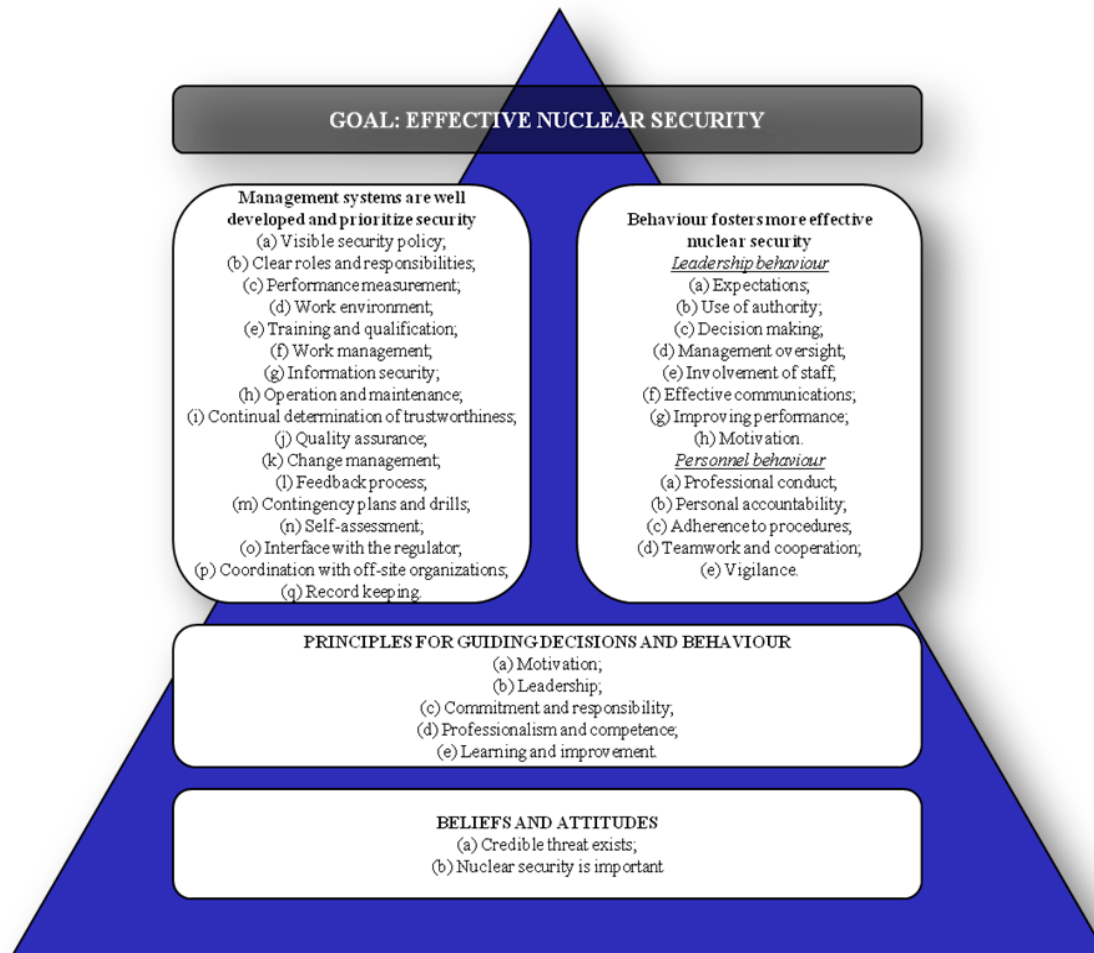 GOAL: EFFECTIVE NUCLEAR SECURITY
Management systems are well
developed and prioritize security
(a) Visible security policy;
(b) Clear roles and responsibilities;
(c) Performance measurement;
(d) Work environment;
(e) Training and qualification;
(f) Work management;
(g) Information security;
(h) Operation and maintenance;
(i) Continual determination of trustworthiness;
(j) Quality assurance;
(k) Change management;
(l) Feedback process;
(m) Contingency plans and drills;
(n) Self-assessment;
(o) Interface with the regulator;
(p) Coordination with off-site organizations;
(q) Record keeping.
Behaviour fosters more effective
nuclear security
Leadership behaviour
(a) Expectations;
(b) Use of authority;
(c) Decision making;
(d) Management oversight;
(e) Involvement of staff;
(f) Effective communications;
(g) Improving performance;
(h) Motivation.
Personnel behaviour
(a) Professional conduct;
(b) Personal accountability;
(c) Adherence to procedures;
(d) Teamwork and cooperation;
(e) Vigilance.
PRINCIPLES FOR GUIDING DECISIONS AND BEHAVIOUR
(a) Motivation;
(b) Leadership;
(c) Commitment and responsibility;
(d) Professionalism and competence;
(e) Learning and improvement.
BELIEFS AND ATTITUDES
(a) Credible threat exists;
(b) Nuclear security is important